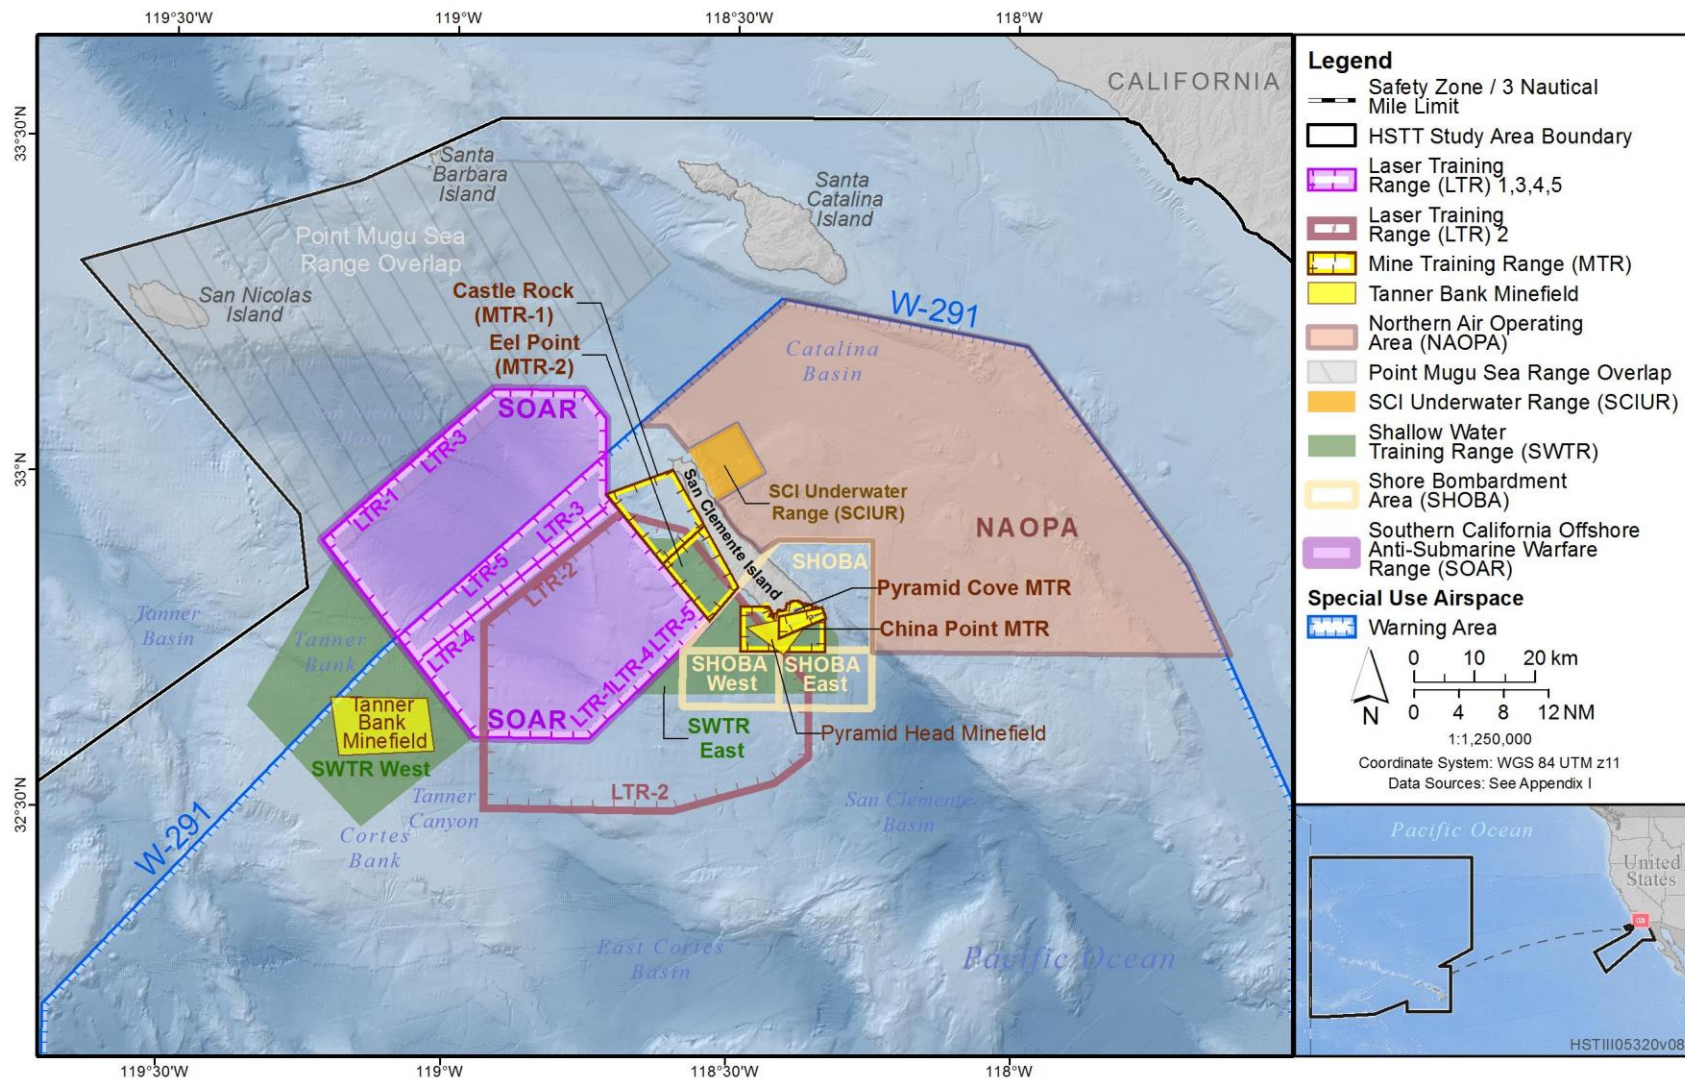 119°30'W
119°W
118°30'W
118°W
33°30'N
33°N
32°30'N
CALIFORNIA
Santa
Barbara
Island
Santa
Catalina
Island
Point Mugu Sea
Range Overlap
San Nicolas
Island
Castle Rock
(MTR-1)
Eel Point
(MTR-2)
W-291
Catalina
Basin
San Nicolas
Basin
SOAR
LTR-3
LTR-1
LTR-3
LTR-5
LTR-2
LTR-4
San Clemente Island
SCI Underwater
Range (SCIUR)
NAOPA
SHOBA
Pyramid Cove MTR
China Point MTR
Tanner
Basin
Tanner
Bank
LTR-5
LTR-4
LTR-1
SHOBA
West
SHOBA
East
SOAR
Tanner
Bank
Minefield
SWTR West
SWTR
East
Pyramid Head Minefield
LTR-2
Tanner
Canyon
San Clemente
Basin
W-291
Cortes
Bank
East Cortes
Basin
Pacific Ocean
119°30'W
119°W
118°30'W
118°W
Legend
Safety Zone / 3 Nautical
Mile Limit
HSTT Study Area Boundary
Laser Training
Range (LTR) 1,3,4,5
Laser Training
Range (LTR) 2
Mine Training Range (MTR)
Tanner Bank Minefield
Northern Air Operating
Area (NAOPA)
Point Mugu Sea Range Overlap
SCI Underwater Range (SCIUR)
Shallow Water
Training Range (SWTR)
Shore Bombardment
Area (SHOBA)
Southern California Offshore
Anti-Submarine Warfare
Range (SOAR)
Special Use Airspace
Warning Area
N
0 10 20 km
0 4 8 12 NM
1:1,250,000
Coordinate System: WGS 84 UTM z11
Data Sources: See Appendix I
Pacific Ocean
United
States
HSTIII05320v08